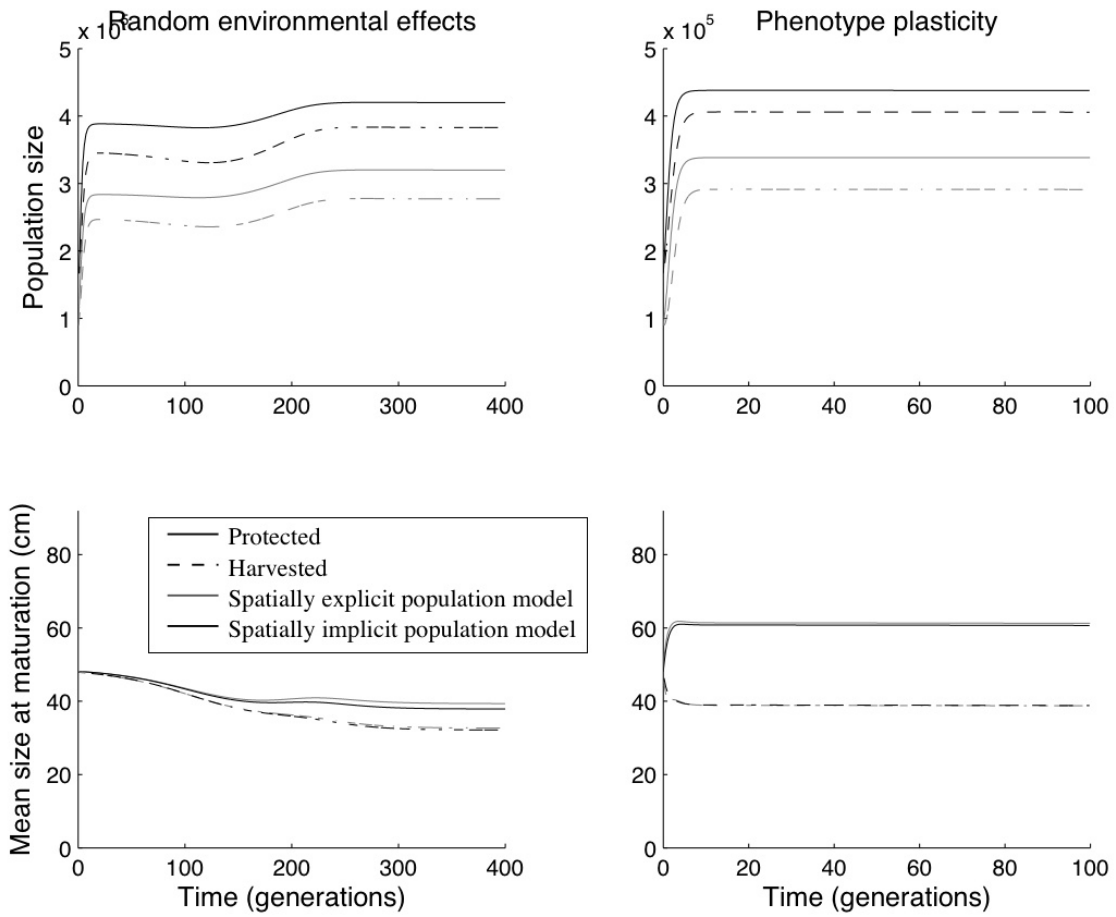 Random environmental effects
Phenotype plasticity
x 10⁵
x 10⁵
Population size
5
4
3
2
1
0
0 100 200 300 400
5
4
3
2
1
0
0 20 40 60 80 100
Mean size at maturation (cm)
80
60
40
20
0
Protected
Harvested
Spatially explicit population model
Spatially implicit population model
0 100 200 300 400
Time (generations)
80
60
40
20
0
0 20 40 60 80 100
Time (generations)